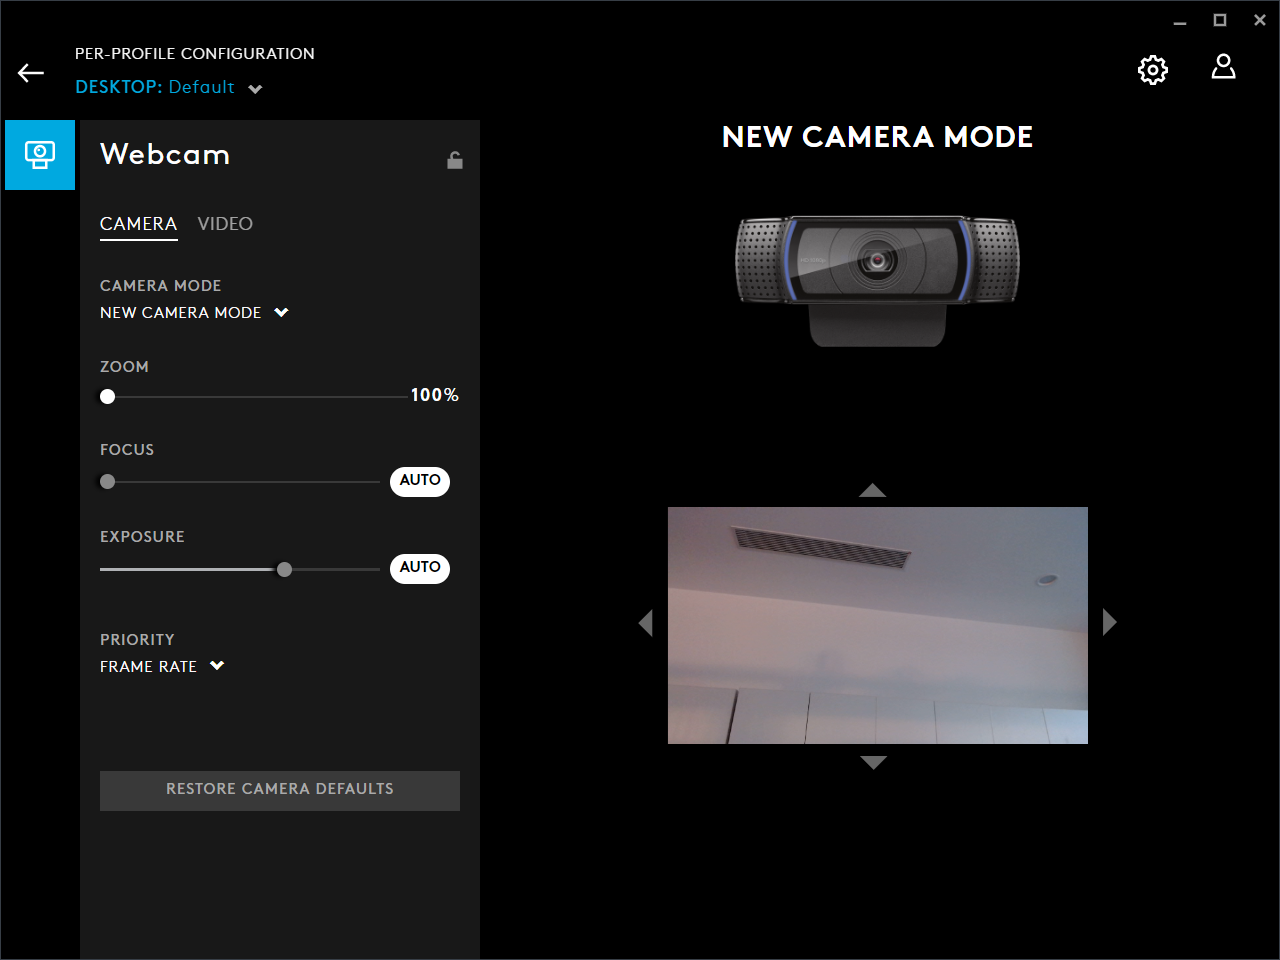 PER-PROFILE CONFIGURATION
DESKTOP: Default
Webcam
CAMERA VIDEO
CAMERA MODE
NEW CAMERA MODE
ZOOM
100%
FOCUS
AUTO
EXPOSURE
AUTO
PRIORITY
FRAME RATE
RESTORE CAMERA DEFAULTS
NEW CAMERA MODE